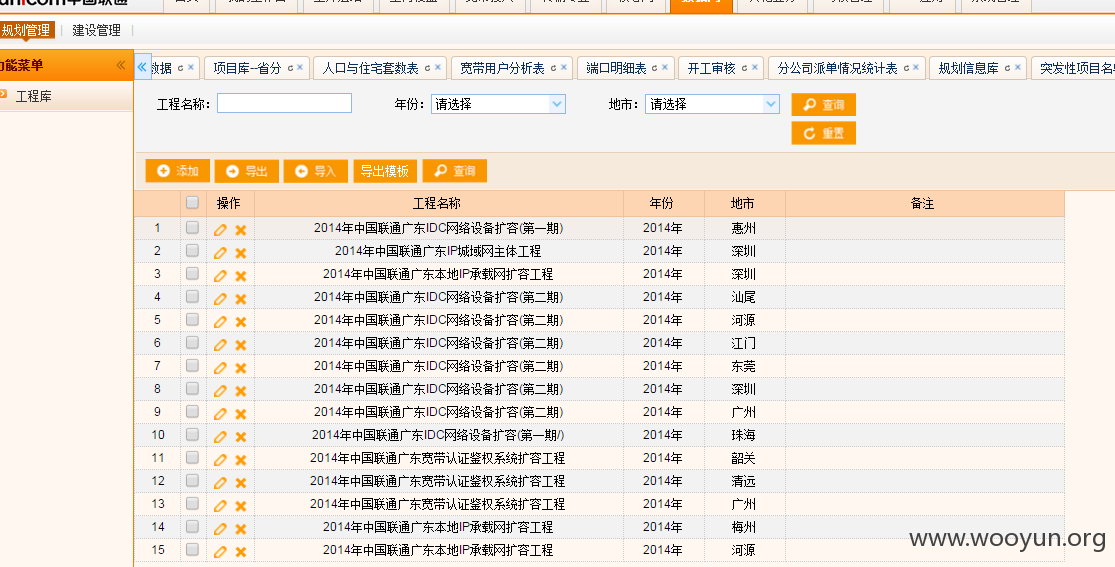 unicom中国联通
规划管理 | 建设管理 |
功能菜单 «
工程库
« 数据 项目库--省分 人口与住宅套数表 宽带用户分析表 端口明细表 开工审核 分公司派单情况统计表 规划信息库 突发性项目名
工程名称: 年份: 请选择 地市: 请选择 查询
重置
添加 导出 导入 导出模板 查询
操作 工程名称 年份 地市 备注
1 2014年中国联通广东IDC网络设备扩容(第一期) 2014年 惠州
2 2014年中国联通广东IP城域网主体工程 2014年 深圳
3 2014年中国联通广东本地IP承载网扩容工程 2014年 深圳
4 2014年中国联通广东IDC网络设备扩容(第二期) 2014年 汕尾
5 2014年中国联通广东IDC网络设备扩容(第二期) 2014年 河源
6 2014年中国联通广东IDC网络设备扩容(第二期) 2014年 江门
7 2014年中国联通广东IDC网络设备扩容(第二期) 2014年 东莞
8 2014年中国联通广东IDC网络设备扩容(第二期) 2014年 深圳
9 2014年中国联通广东IDC网络设备扩容(第二期) 2014年 广州
10 2014年中国联通广东IDC网络设备扩容(第一期/) 2014年 珠海
11 2014年中国联通广东宽带认证鉴权系统扩容工程 2014年 韶关
12 2014年中国联通广东宽带认证鉴权系统扩容工程 2014年 清远
13 2014年中国联通广东宽带认证鉴权系统扩容工程 2014年 广州
14 2014年中国联通广东本地IP承载网扩容工程 2014年 梅州
15 2014年中国联通广东本地IP承载网扩容工程 2014年 河源
www.wooyun.org